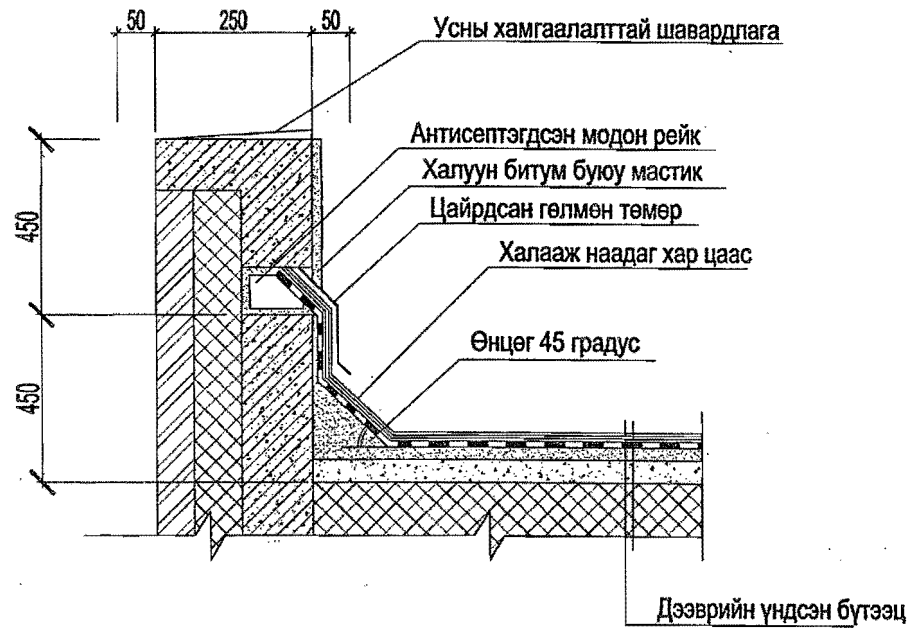 50 250 50
Усны хамгаалалттай шавардлага
Антисептэгдсэн модон рейк
Халуун битум буюу мастик
Цайрдсан гөлмөн төмөр
Халааж наадаг хар цаас
Өнцөг 45 градус
450
450
Дээврийн үндсэн бүтээц